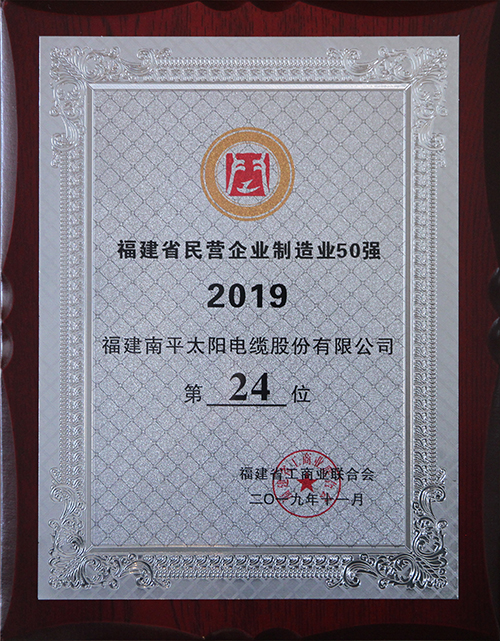 福建省民营企业制造业50强
2019
福建南平太阳电缆股份有限公司
第 24 位
福建省工商业联合会
二〇一九年十一月